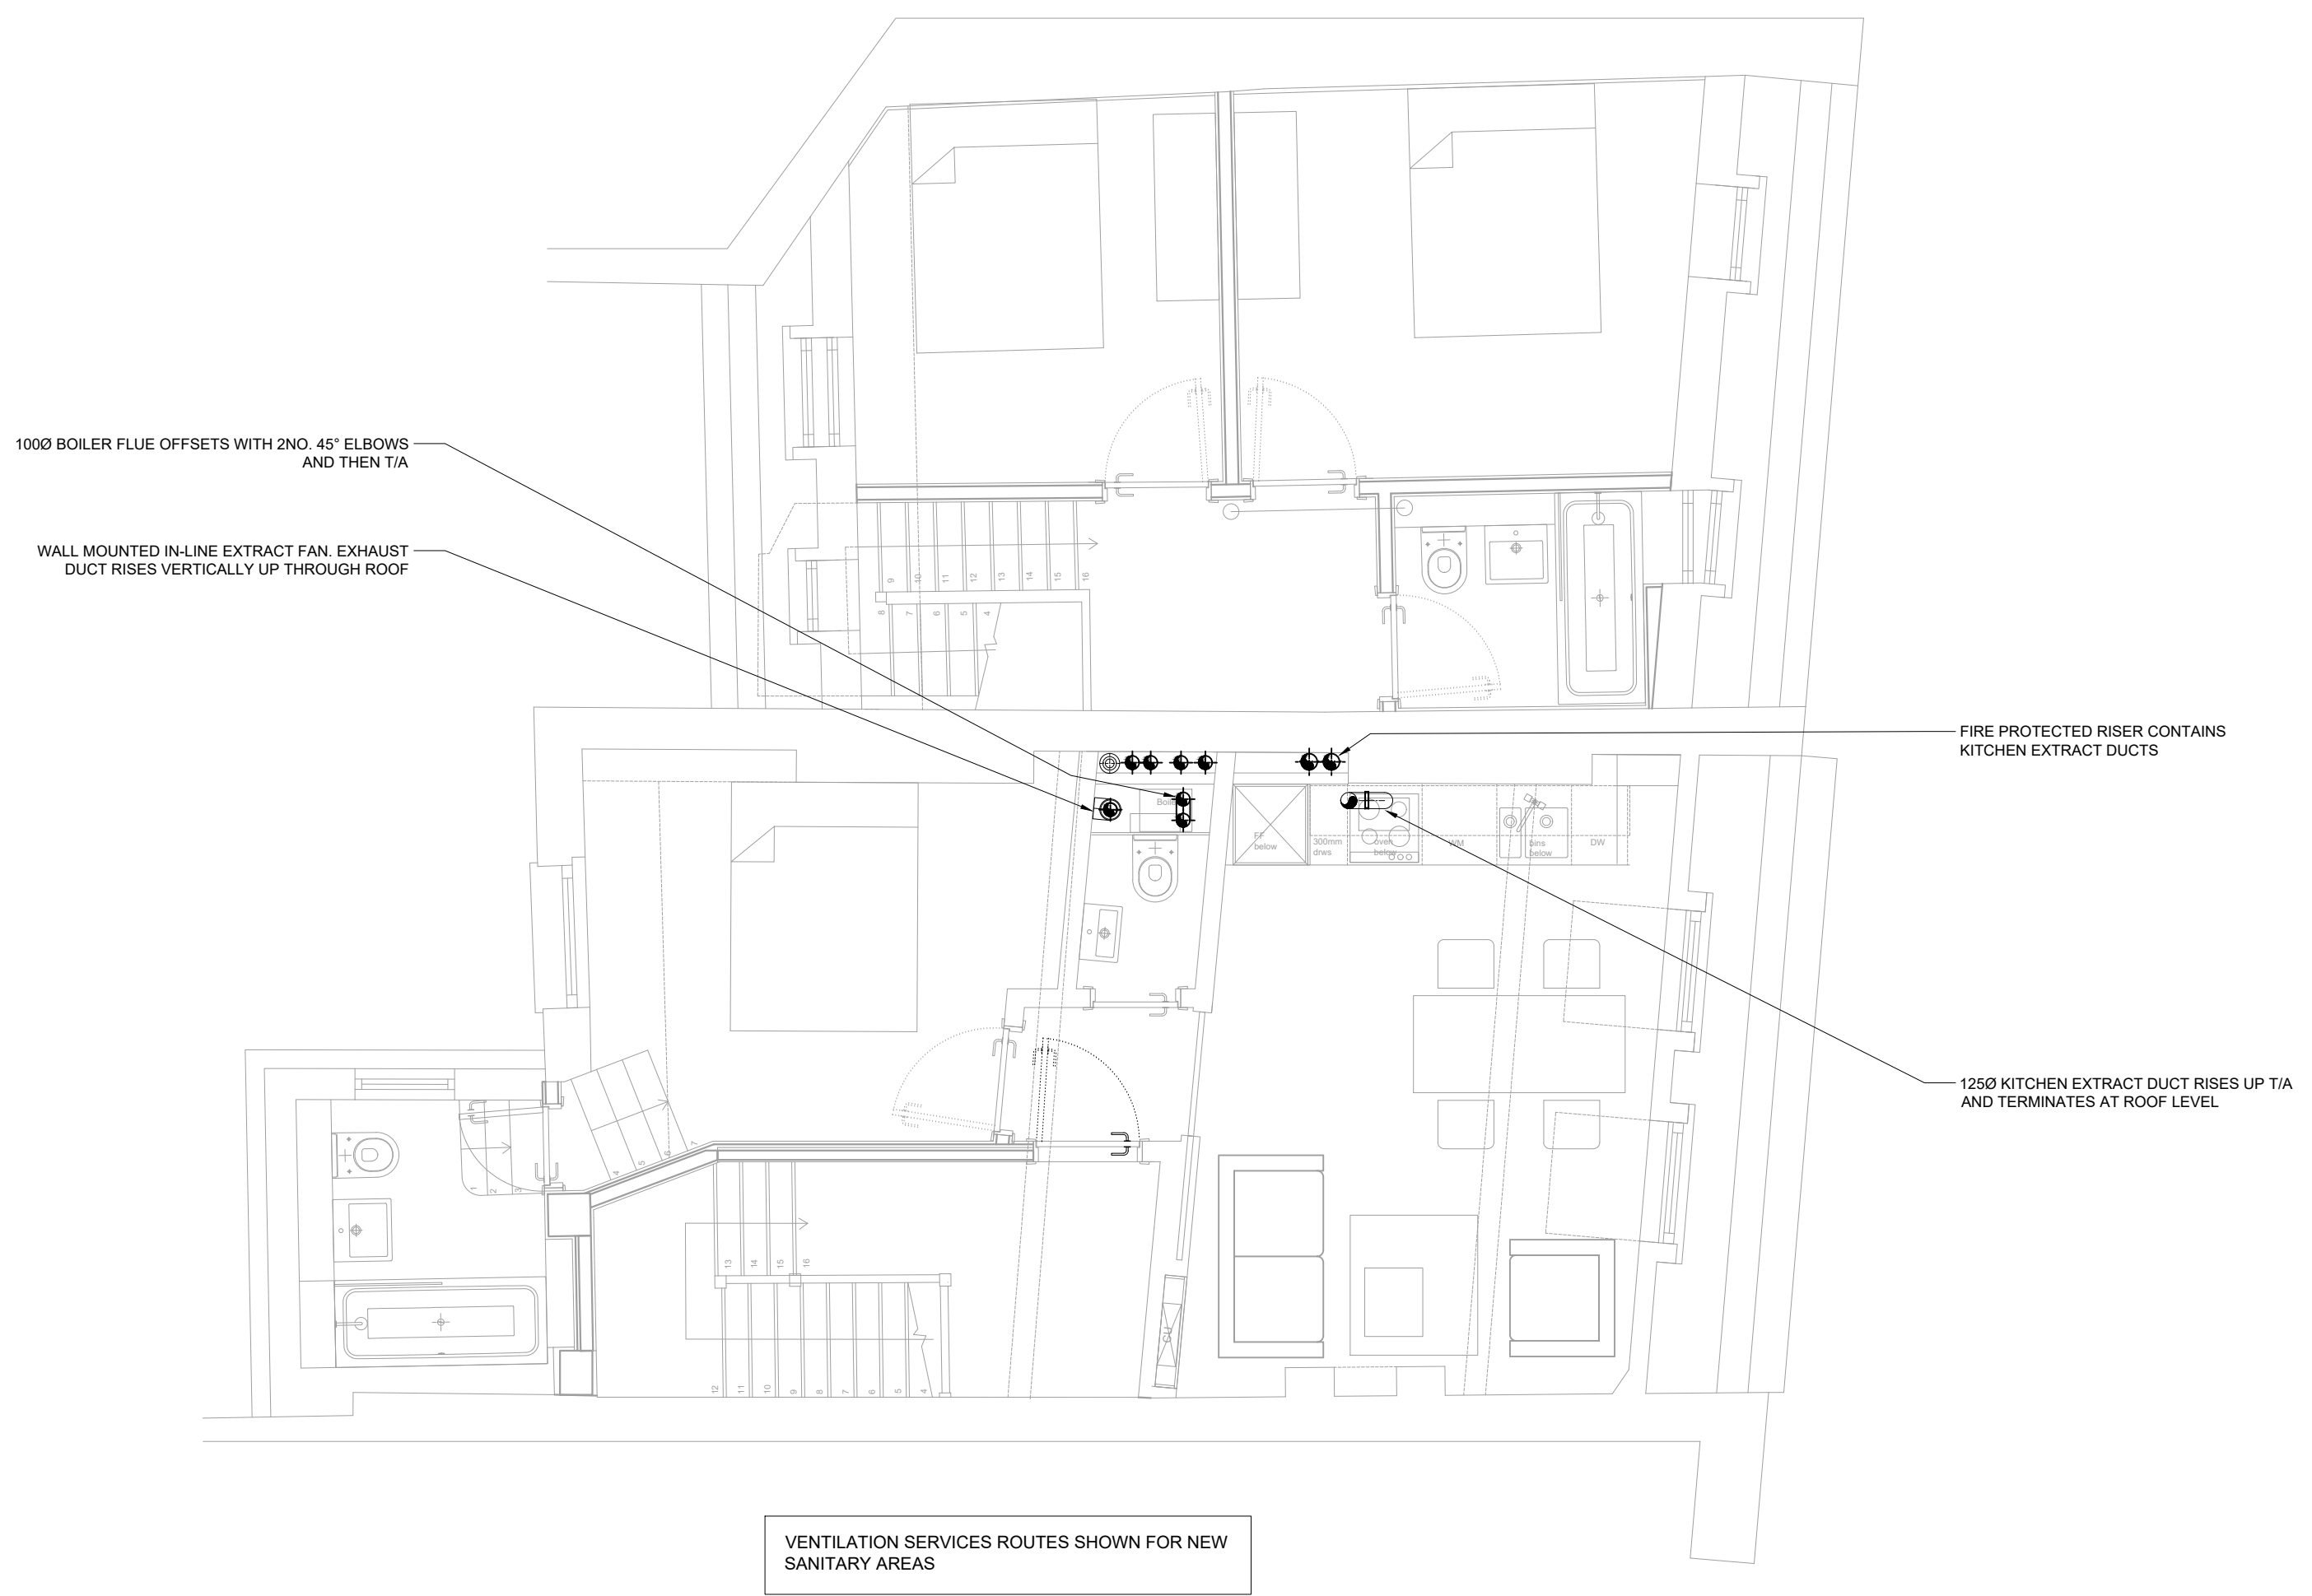 100Ø BOILER FLUE OFFSETS WITH 2NO. 45° ELBOWS
AND THEN T/A
WALL MOUNTED IN-LINE EXTRACT FAN. EXHAUST
DUCT RISES VERTICALLY UP THROUGH ROOF
9
10
11
12
13
14
15
16
8
7
6
5
4
FIRE PROTECTED RISER CONTAINS
KITCHEN EXTRACT DUCTS
FF
below
300mm
drws
oven
below
WM
bins
below
DW
125Ø KITCHEN EXTRACT DUCT RISES UP T/A
AND TERMINATES AT ROOF LEVEL
1
2
3
4
5
6
7
13
14
15
16
12
11
10
9
8
7
6
5
4
CU
VENTILATION SERVICES ROUTES SHOWN FOR NEW
SANITARY AREAS